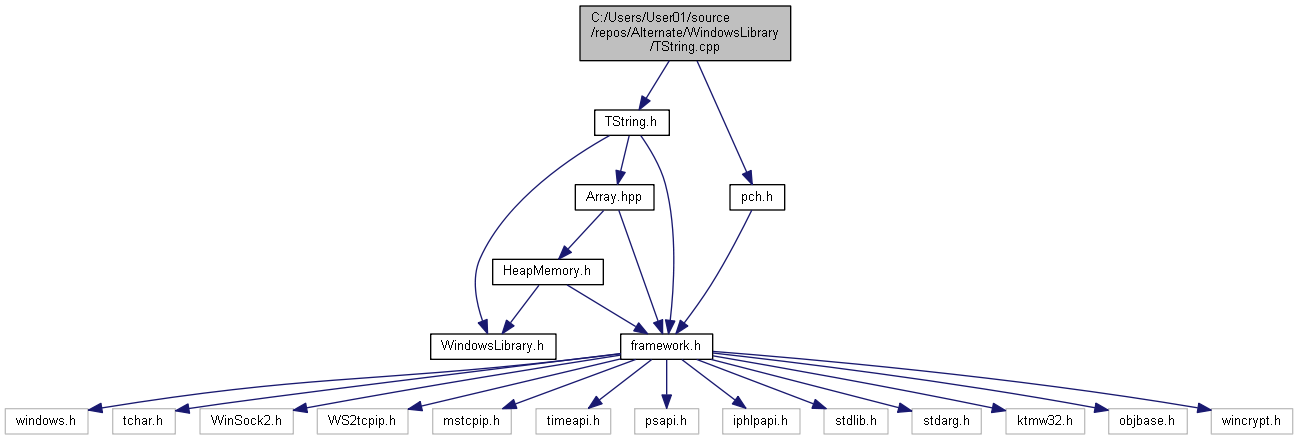 C:/Users/User01/source
/repos/Alternate/WindowsLibrary
/TString.cpp
TString.h
Array.hpp
pch.h
HeapMemory.h
WindowsLibrary.h
framework.h
windows.h
tchar.h
WinSock2.h
WS2tcpip.h
mstcpip.h
timeapi.h
psapi.h
iphlpapi.h
stdlib.h
stdarg.h
ktmw32.h
objbase.h
wincrypt.h